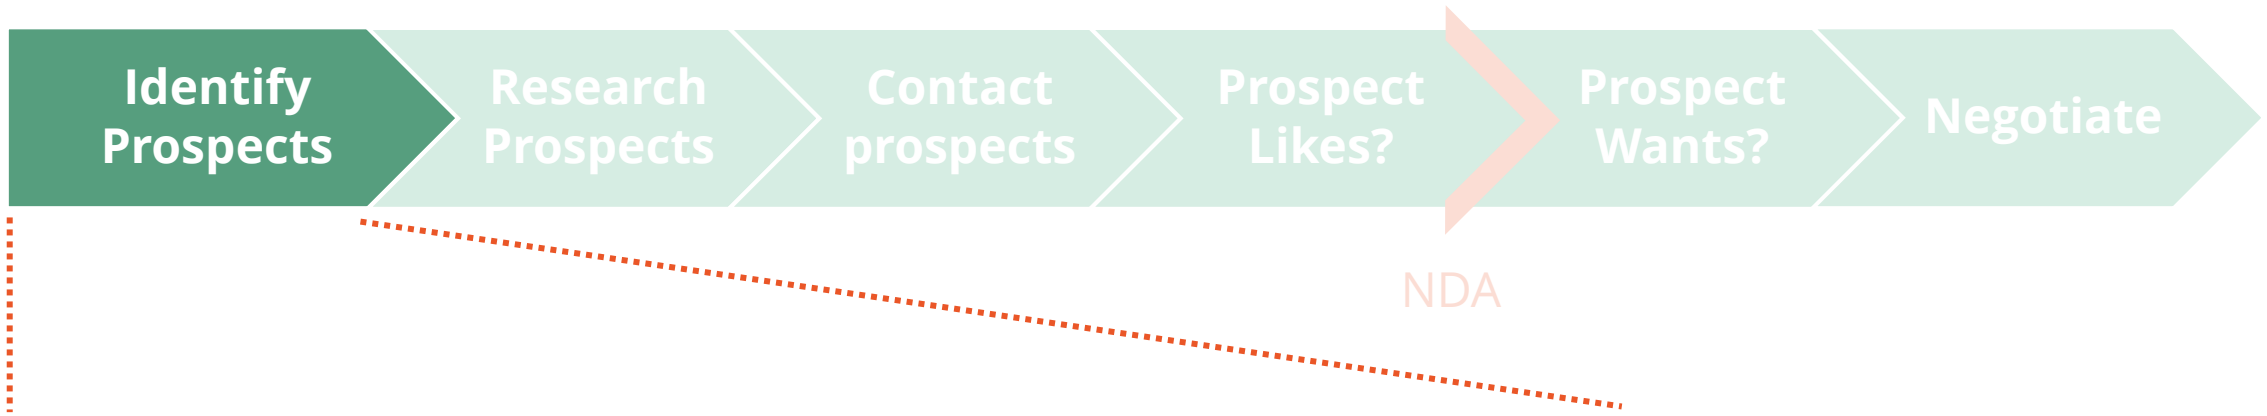 Identify
Prospects
Research
Prospects
Contact
prospects
Prospect
Likes?
Prospect
Wants?
Negotiate
NDA